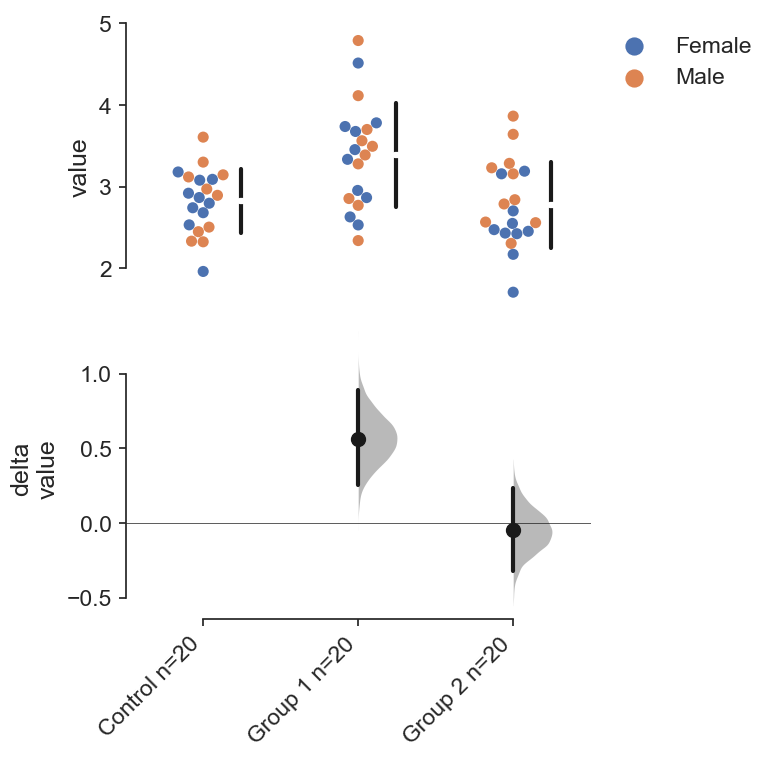 5
4
3
2
value
Female
Male
1.0
0.5
0.0
−0.5
delta
value
Control n=20
Group 1 n=20
Group 2 n=20